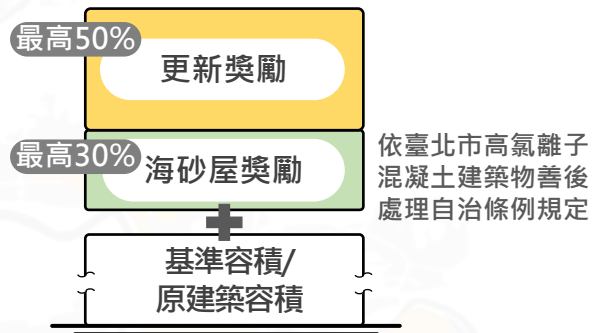 最高50%
更新獎勵
最高30%
海砂屋獎勵
依臺北市高氯離子
混凝土建築物善後
處理自治條例規定
基準容積/
原建築容積